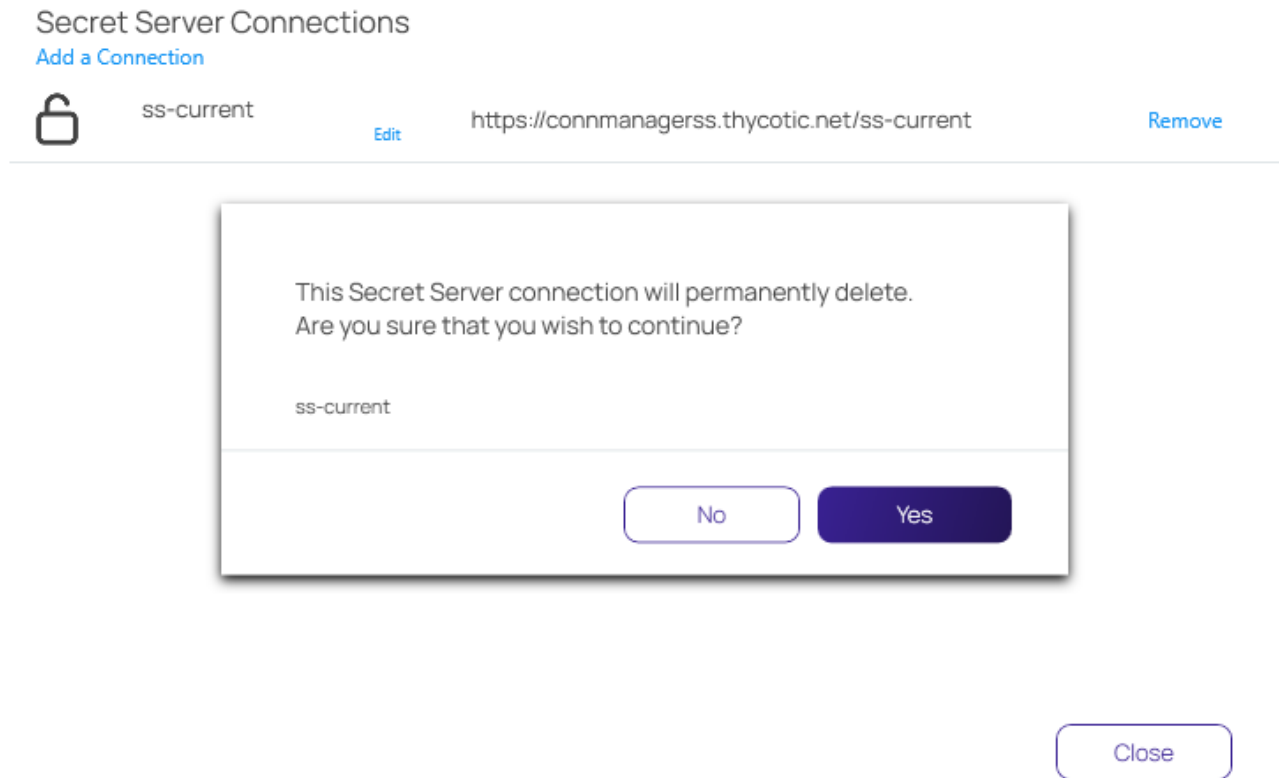 Secret Server Connections
Add a Connection
ss-current
Edit
https://connmanagerss.thycotic.net/ss-current
Remove
This Secret Server connection will permanently delete.
Are you sure that you wish to continue?
ss-current
No
Yes
Close